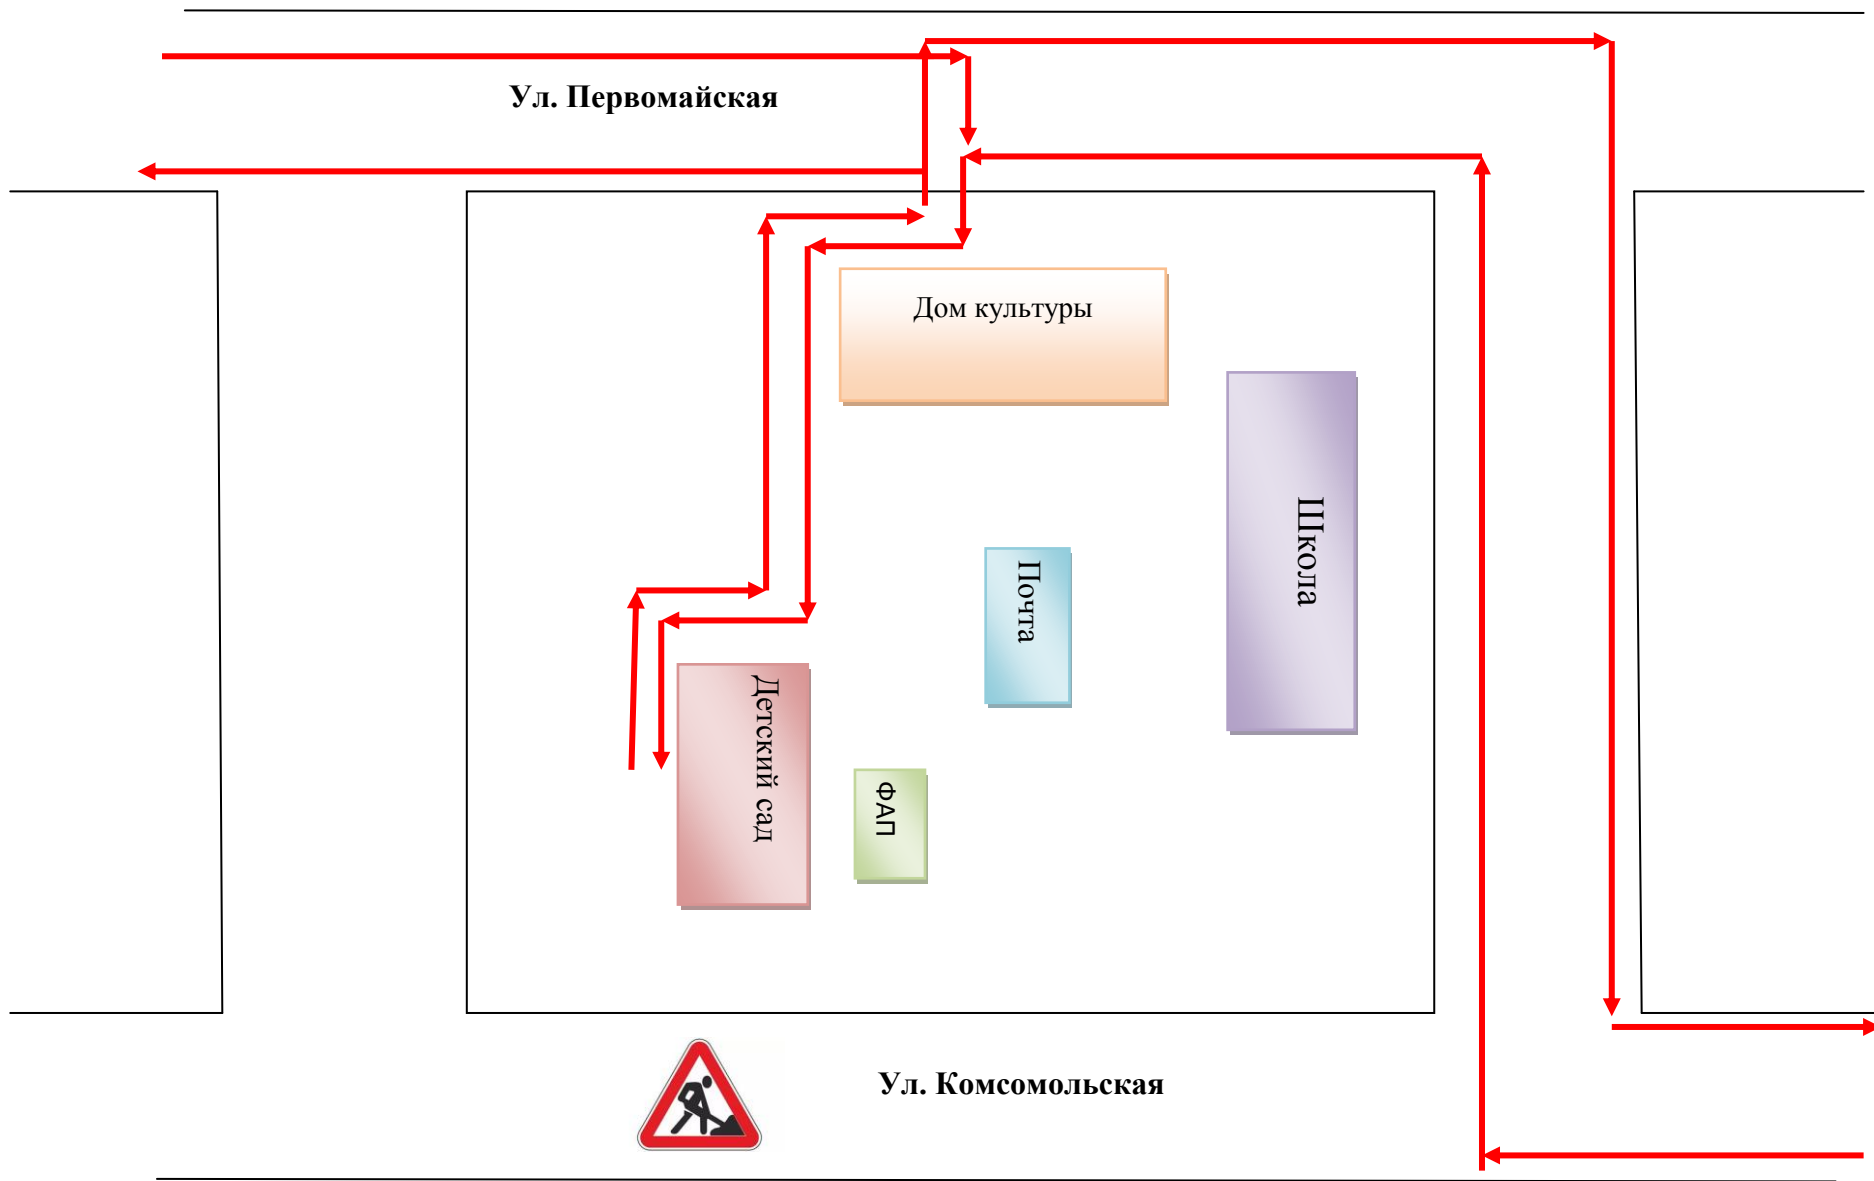 Ул. Первомайская
Дом культуры
Школа
Почта
Детский сад
ФАП
Ул. Комсомольская